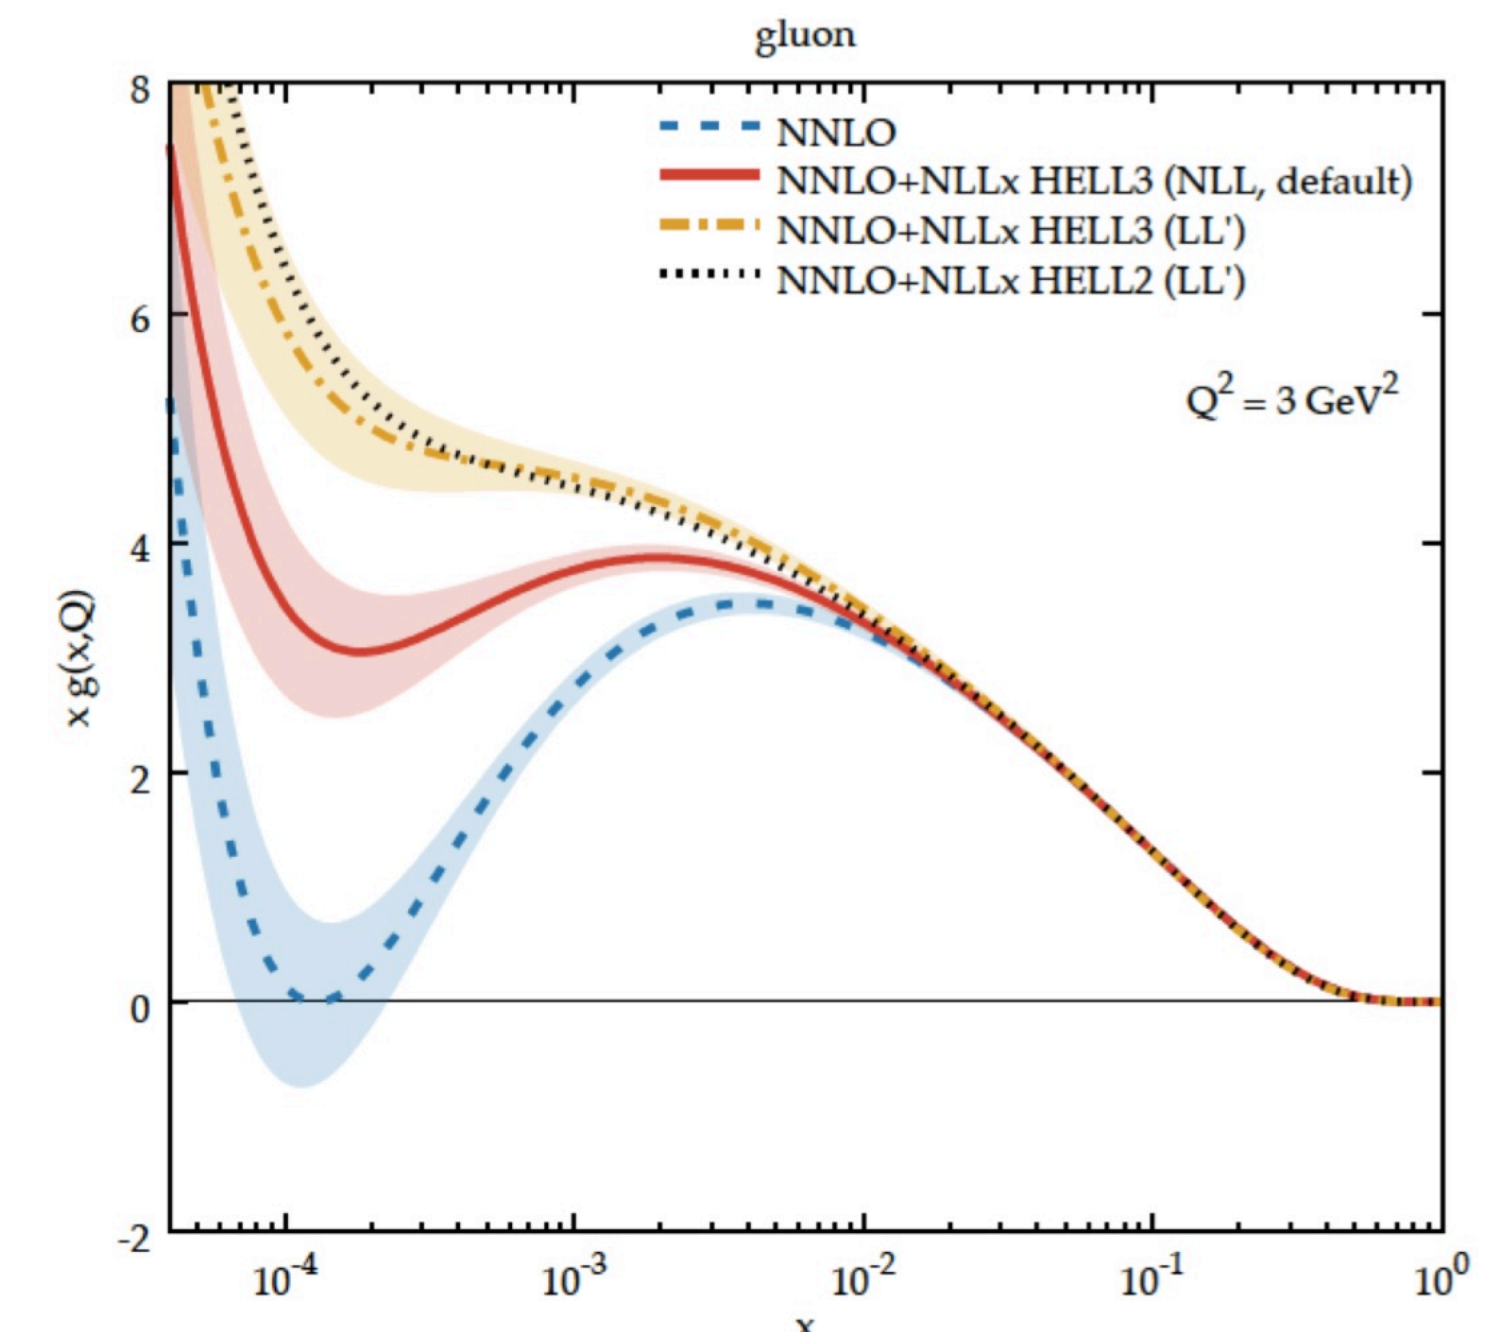 gluon
8
6
4
2
0
-2
x g(x,Q)
NNLO
NNLO+NLLx HELL3 (NLL, default)
NNLO+NLLx HELL3 (LL')
NNLO+NLLx HELL2 (LL')
Q² = 3 GeV²
10⁻⁴ 10⁻³ 10⁻² 10⁻¹ 10⁰
x